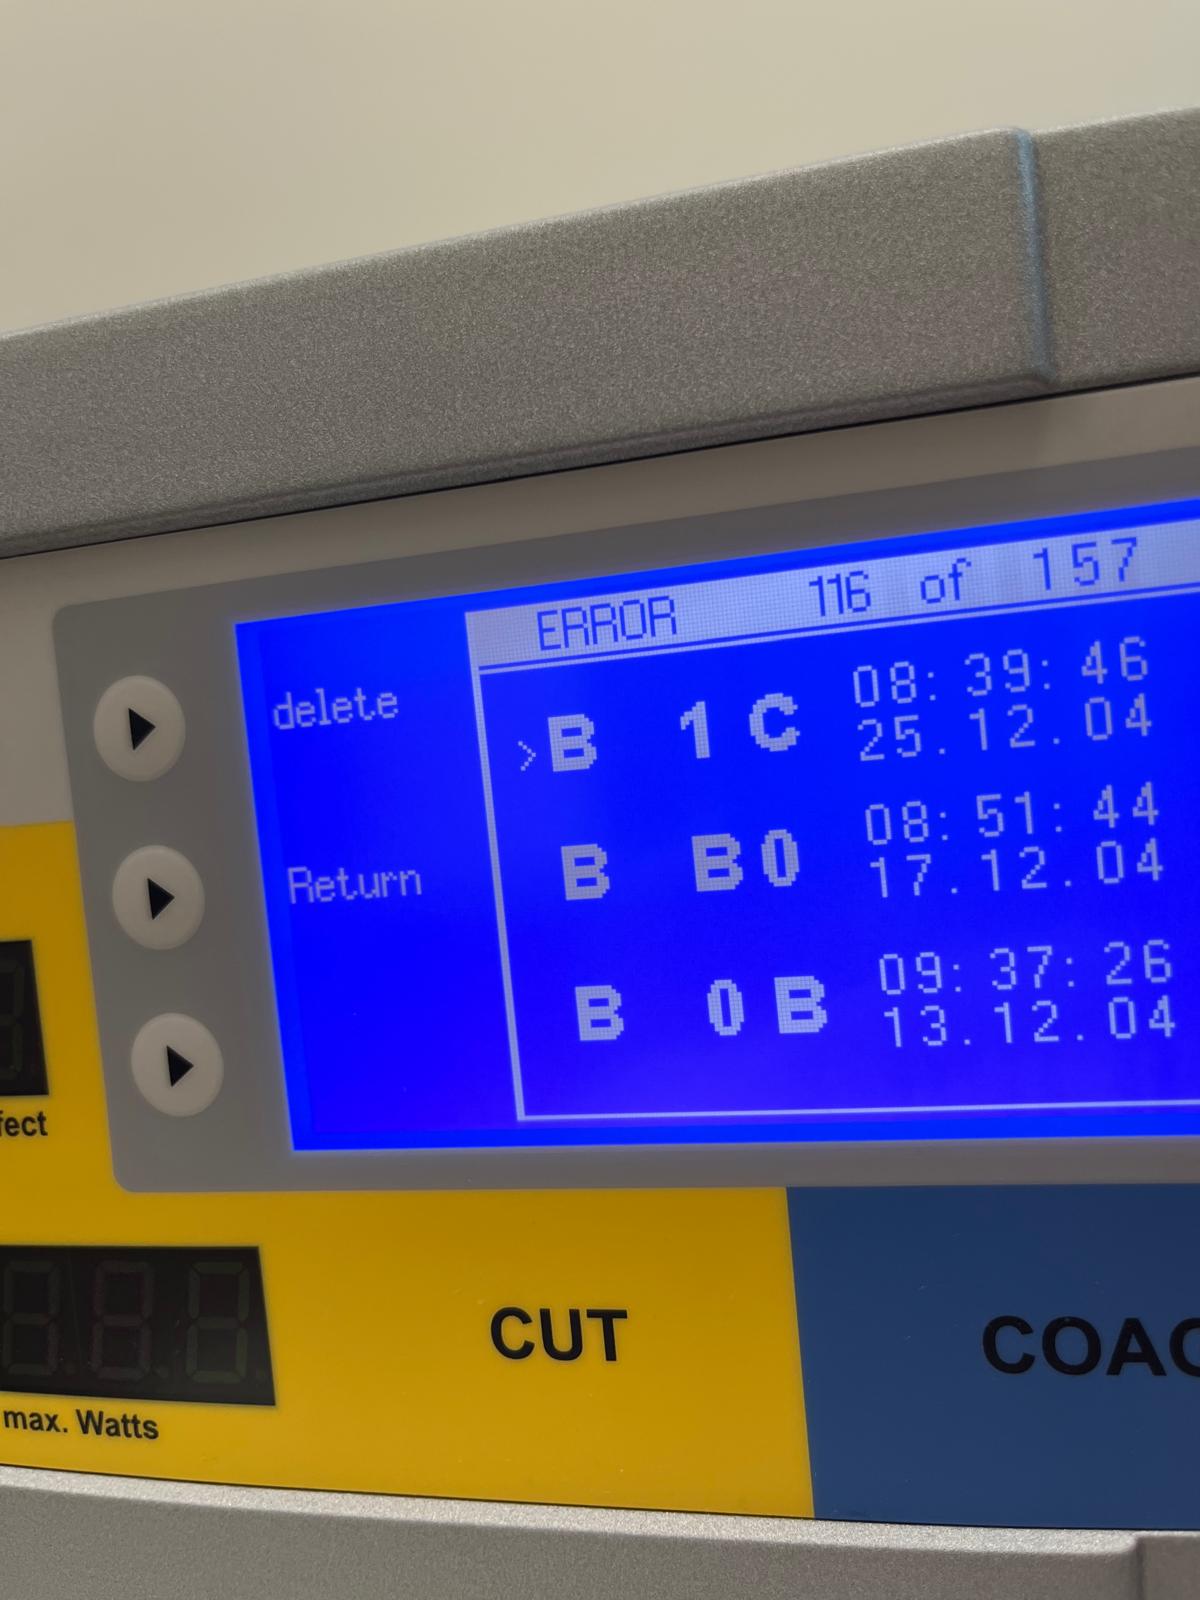 ERROR 116 of 157
delete
>B 1C 08:39:46
25.12.04
B B0 08:51:44
17.12.04
Return
B 0B 09:37:26
13.12.04
fect
CUT
COAC
max. Watts